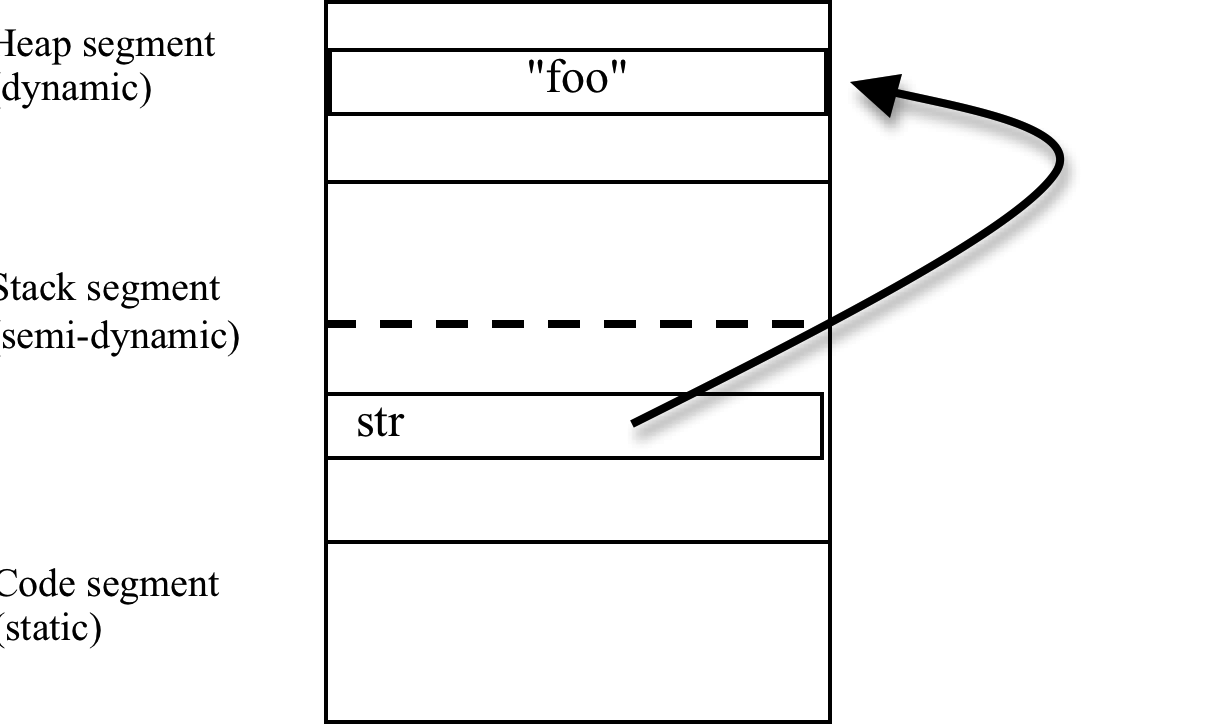 Heap segment
(dynamic)
"foo"
Stack segment
(semi-dynamic)
str
Code segment
(static)